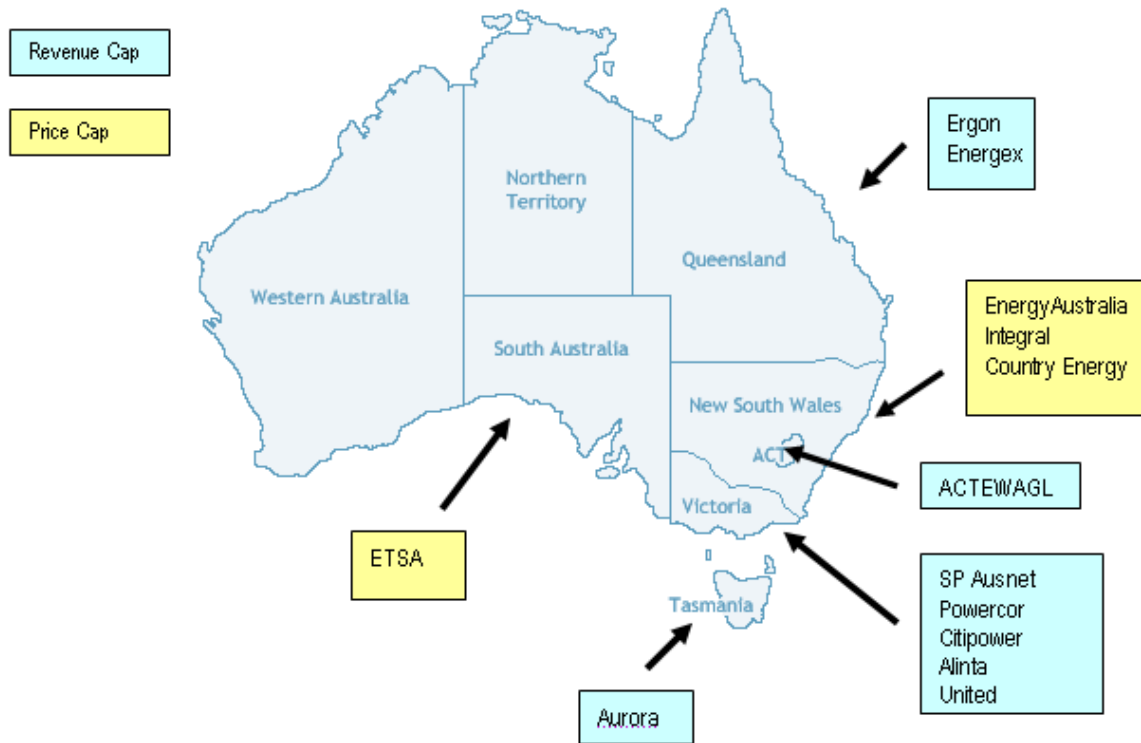 Revenue Cap
Price Cap
Ergon
Energex
Northern
Territory
Queensland
Western Australia
EnergyAustralia
Integral
Country Energy
South Australia
New South Wales
ACT
ACTEWAGL
Victoria
ETSA
SP Ausnet
Powercor
Citipower
Alinta
United
Tasmania
Aurora